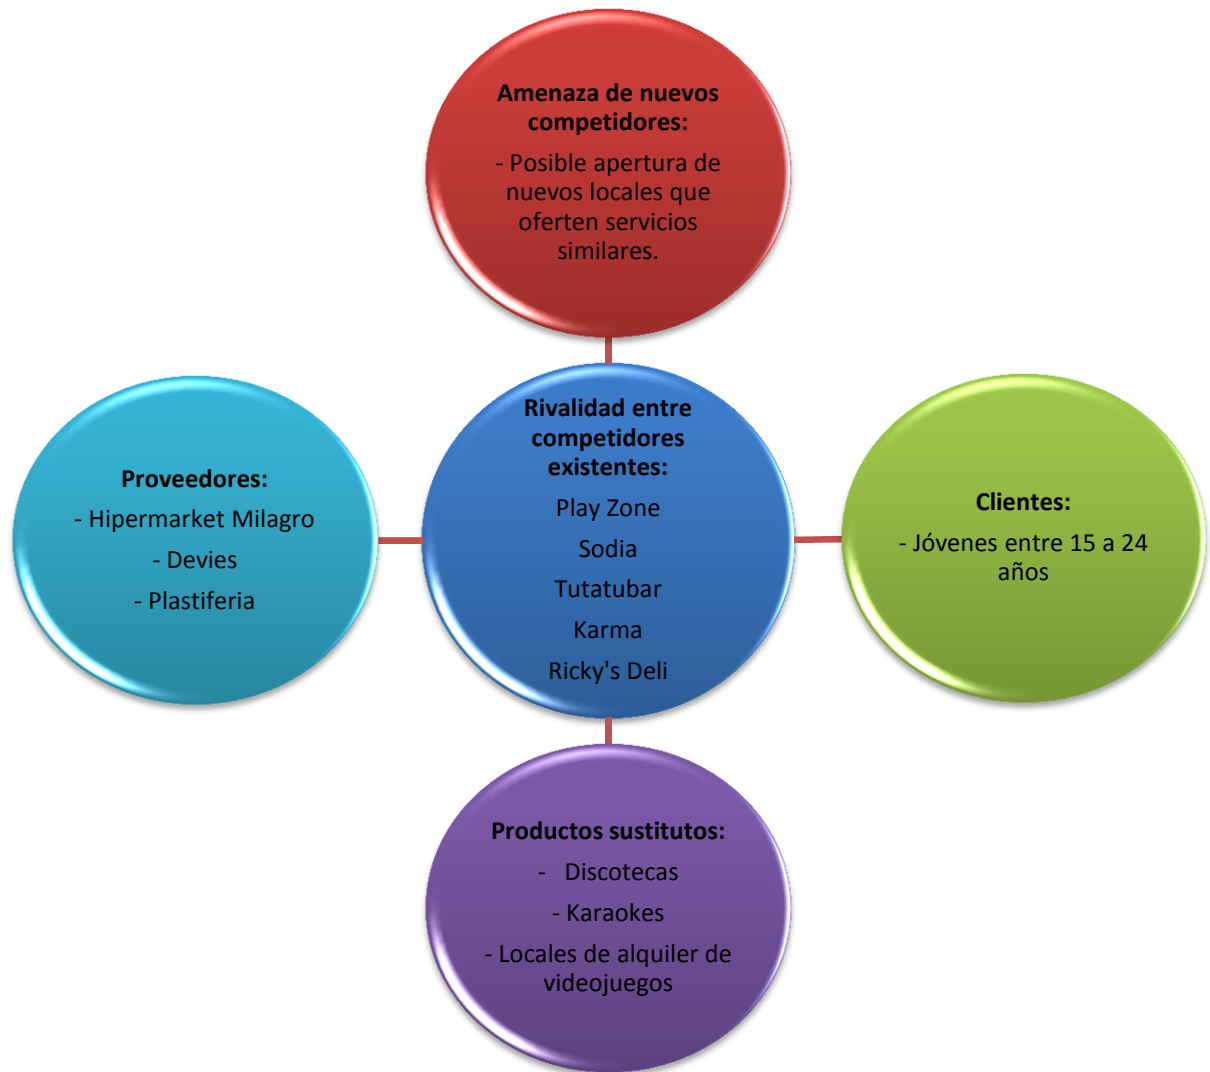 Amenaza de nuevos
competidores:
- Posible apertura de
nuevos locales que
oferten servicios
similares.
Proveedores:
- Hipermarket Milagro
- Devies
- Plastiferia
Rivalidad entre
competidores
existentes:
Play Zone
Sodia
Tutatubar
Karma
Ricky's Deli
Clientes:
- Jóvenes entre 15 a 24
años
Productos sustitutos:
- Discotecas
- Karaokes
- Locales de alquiler de
videojuegos